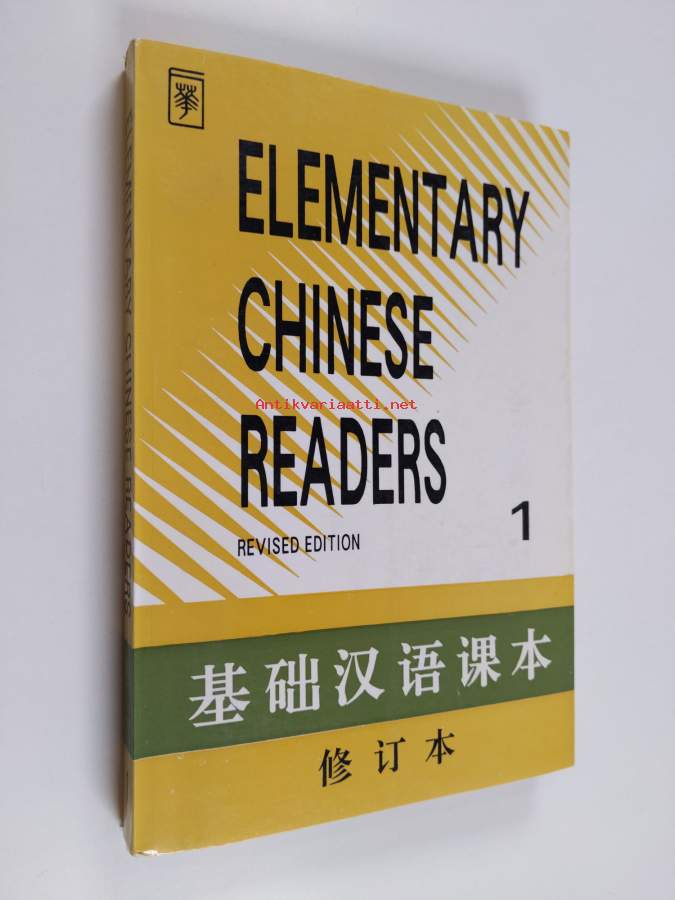 華
ELEMENTARY
CHINESE
READERS
REVISED EDITION
1
基础汉语课本
修订本
ELEMENTARY CHINESE READERS
Antikvariaatti.net